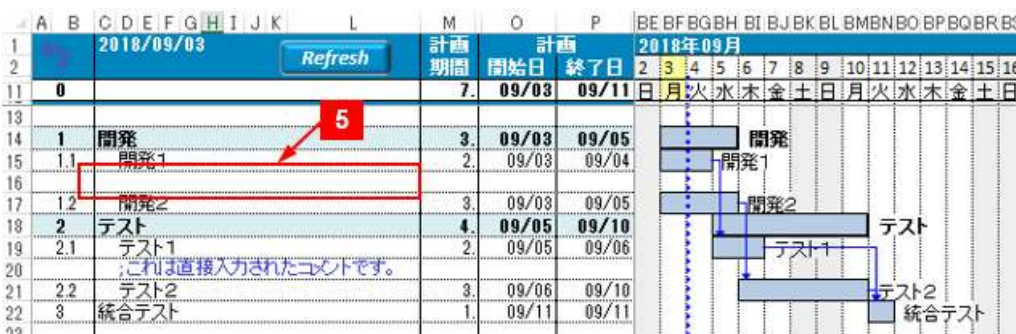 A B C D E F G H I J K L M O P BE BF BG BH BI BJ BK BL BM BN BO BP BQ BR BS
1 2018/09/03 Refresh 計画 計画 2018年09月
2 期間 開始日 終了日 2 3 4 5 6 7 8 9 10 11 12 13 14 15 16
11 0 7. 09/03 09/11 日 月 火 水 木 金 土 日 月 火 水 木 金 土 日
13 5
14 1 開発 3. 09/03 09/05 開発
15 1.1 開発1 2. 09/03 09/04 開発1
16
17 1.2 開発2 3. 09/03 09/05 開発2
18 2 テスト 4. 09/05 09/10 テスト
19 2.1 テスト1 2. 09/05 09/06 テスト1
20 ;これは直接入力されたコメントです。
21 2.2 テスト2 3. 09/06 09/10 テスト2
22 3 統合テスト 1. 09/11 09/11 統合テスト